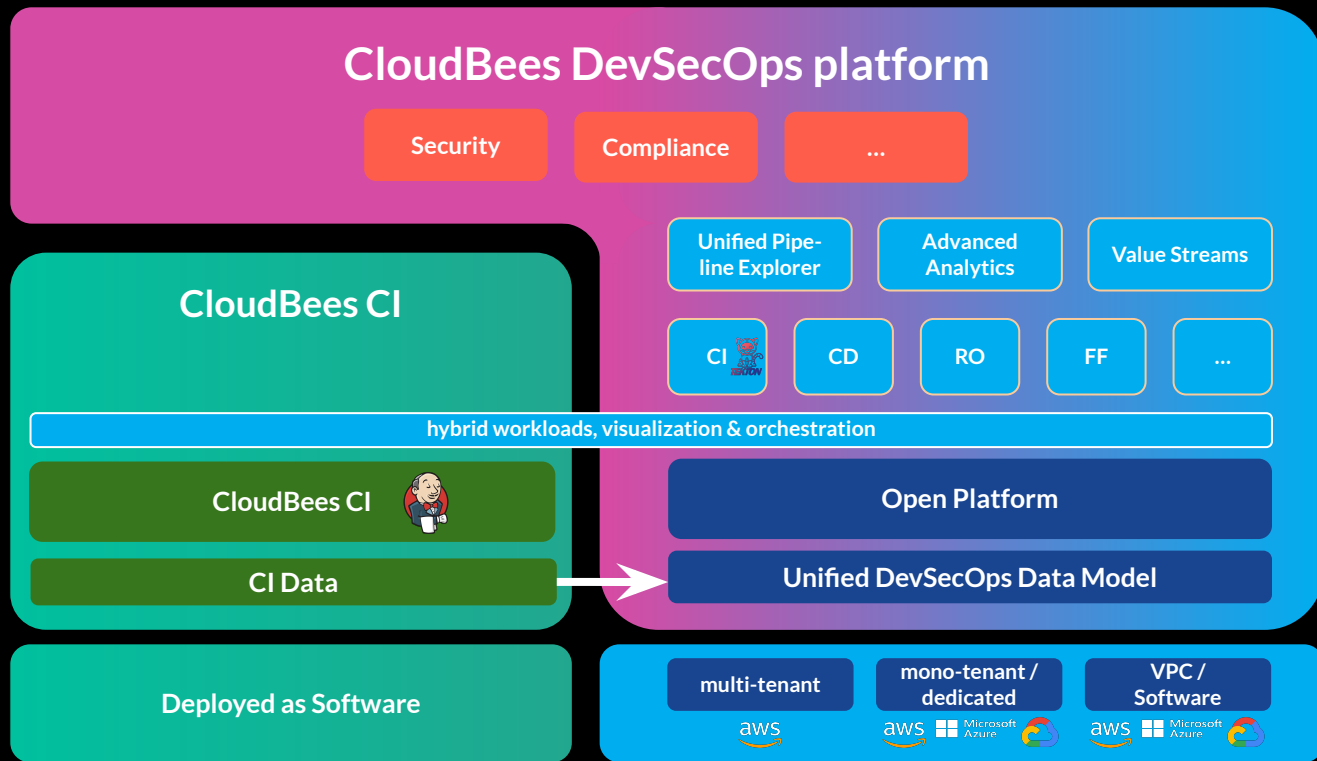 CloudBees DevSecOps platform
Security
Compliance
...
Unified Pipe-
line Explorer
Advanced
Analytics
Value Streams
CloudBees CI
CI
TEKTON
CD
RO
FF
...
hybrid workloads, visualization & orchestration
CloudBees CI
Open Platform
CI Data
Unified DevSecOps Data Model
Deployed as Software
multi-tenant
mono-tenant /
dedicated
VPC /
Software
aws
aws
Microsoft
Azure
aws
Microsoft
Azure